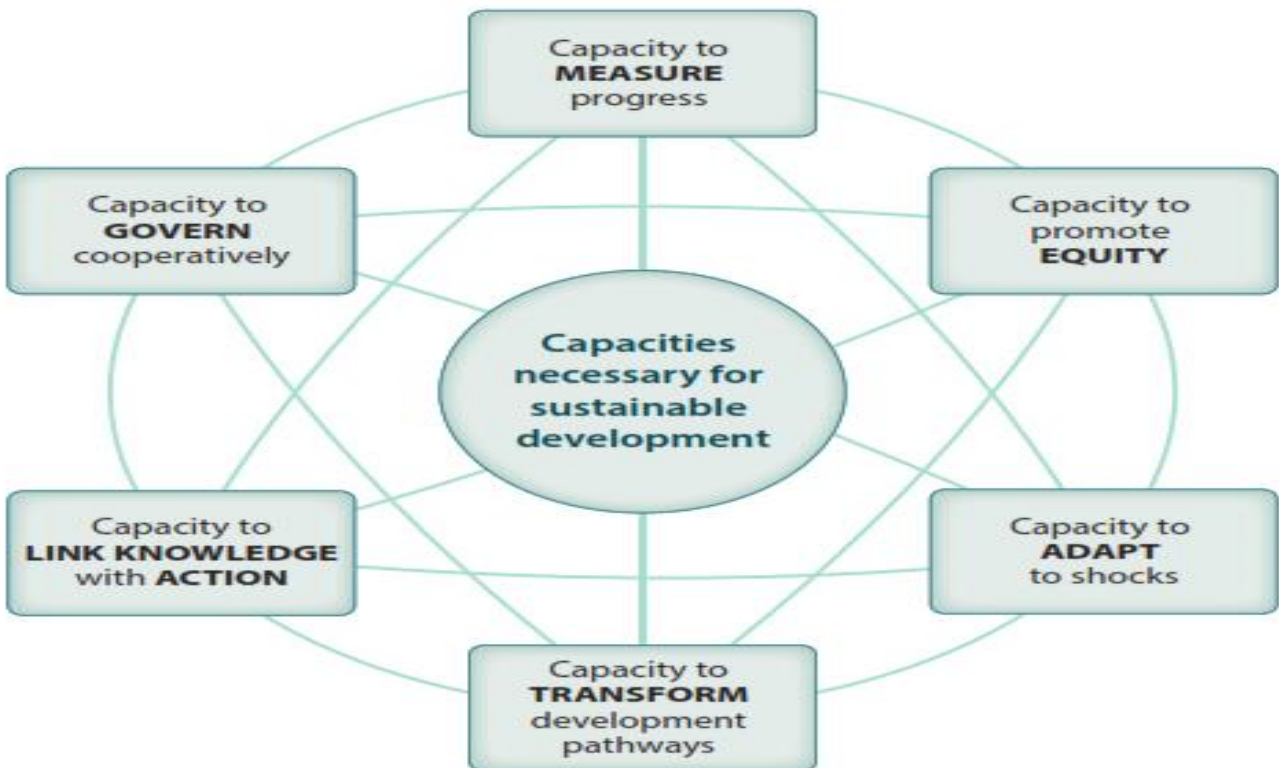 Capacity to
MEASURE
progress
Capacity to
GOVERN
cooperatively
Capacity to
promote
EQUITY
Capacities
necessary for
sustainable
development
Capacity to
LINK KNOWLEDGE
with ACTION
Capacity to
ADAPT
to shocks
Capacity to
TRANSFORM
development
pathways